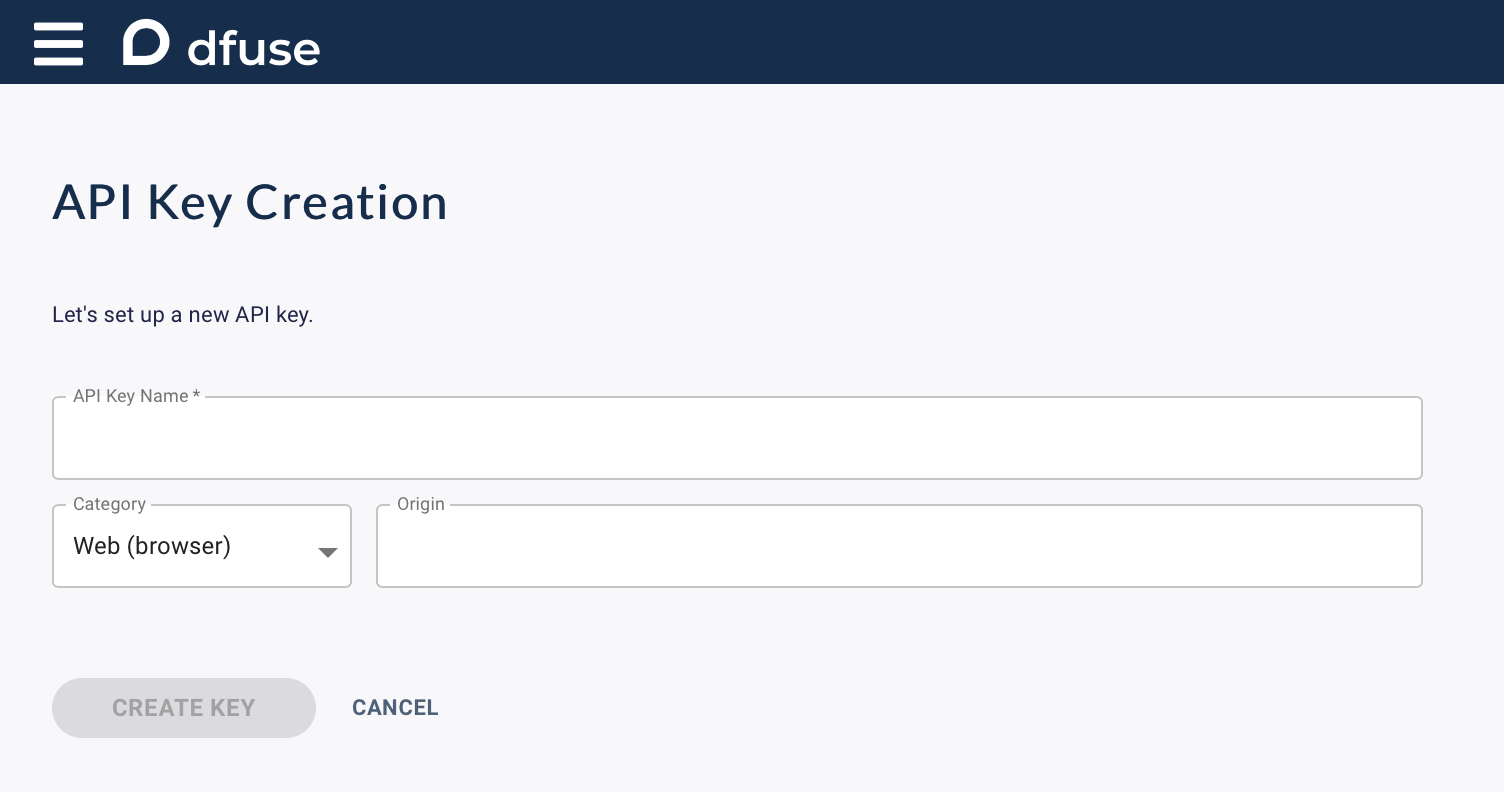 dfuse
API Key Creation
Let's set up a new API key.
API Key Name *
Category
Origin
Web (browser)
CREATE KEY
CANCEL